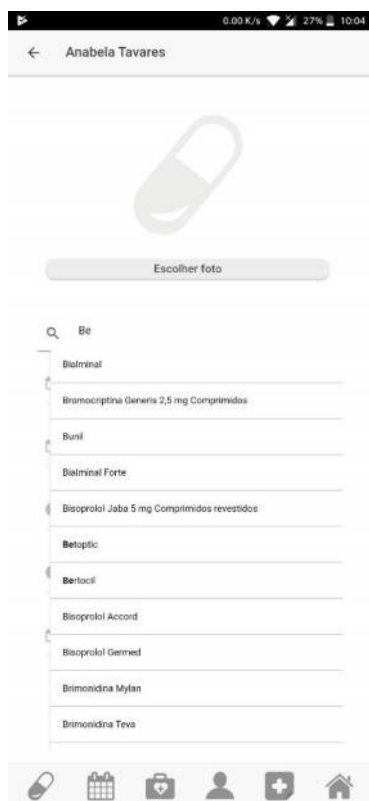 0.00 K/s 27% 10:04
Anabela Tavares
Escolher foto
Be
Bialminal
Bromocriptina Generis 2,5 mg Comprimidos
Bunil
Bialminal Forte
Bisoprolol Jaba 5 mg Comprimidos revestidos
Betoptic
Bertocil
Bisoprolol Accord
Bisoprolol Germed
Brimonidina Mylan
Brimonidina Teva